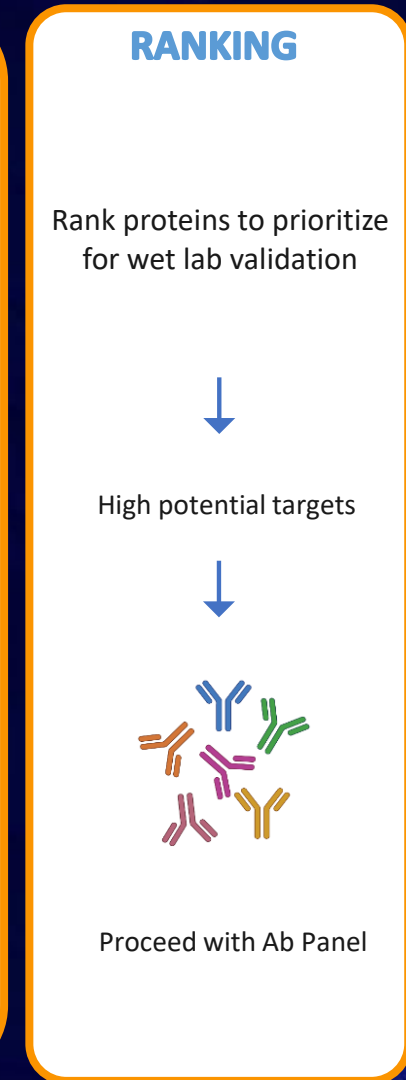 RANKING
Rank proteins to prioritize
for wet lab validation
High potential targets
Proceed with Ab Panel